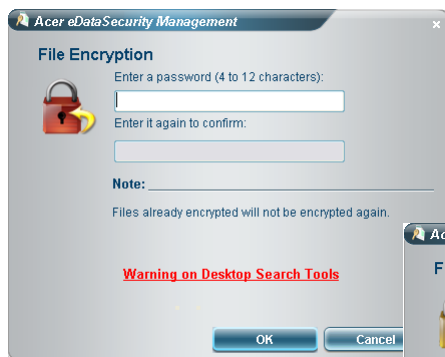 Acer eDataSecurity Management
File Encryption
Enter a password (4 to 12 characters):
Enter it again to confirm:
Note:
Files already encrypted will not be encrypted again.
Warning on Desktop Search Tools
OK
Cancel